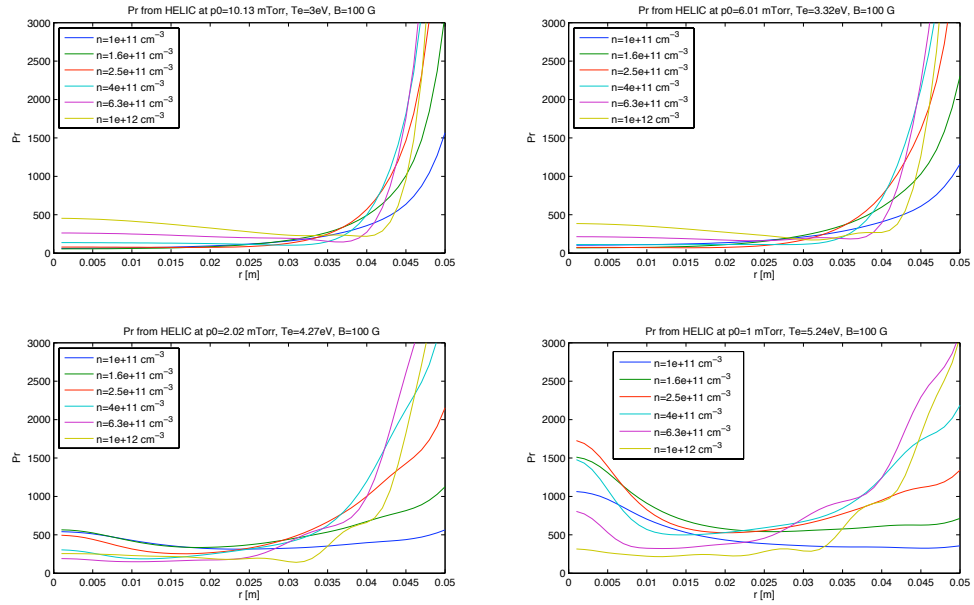 Pr from HELIC at p0=10.13 mTorr, Te=3eV, B=100 G
3000
2500
2000
1500
1000
500
0
Pr
n=1e+11 cm⁻³
n=1.6e+11 cm⁻³
n=2.5e+11 cm⁻³
n=4e+11 cm⁻³
n=6.3e+11 cm⁻³
n=1e+12 cm⁻³
0 0.005 0.01 0.015 0.02 0.025 0.03 0.035 0.04 0.045 0.05
r [m]
Pr from HELIC at p0=6.01 mTorr, Te=3.32eV, B=100 G
3000
2500
2000
1500
1000
500
0
Pr
n=1e+11 cm⁻³
n=1.6e+11 cm⁻³
n=2.5e+11 cm⁻³
n=4e+11 cm⁻³
n=6.3e+11 cm⁻³
n=1e+12 cm⁻³
0 0.005 0.01 0.015 0.02 0.025 0.03 0.035 0.04 0.045 0.05
r [m]
Pr from HELIC at p0=2.02 mTorr, Te=4.27eV, B=100 G
3000
2500
2000
1500
1000
500
0
Pr
n=1e+11 cm⁻³
n=1.6e+11 cm⁻³
n=2.5e+11 cm⁻³
n=4e+11 cm⁻³
n=6.3e+11 cm⁻³
n=1e+12 cm⁻³
0 0.005 0.01 0.015 0.02 0.025 0.03 0.035 0.04 0.045 0.05
r [m]
Pr from HELIC at p0=1 mTorr, Te=5.24eV, B=100 G
3000
2500
2000
1500
1000
500
0
Pr
n=1e+11 cm⁻³
n=1.6e+11 cm⁻³
n=2.5e+11 cm⁻³
n=4e+11 cm⁻³
n=6.3e+11 cm⁻³
n=1e+12 cm⁻³
0 0.005 0.01 0.015 0.02 0.025 0.03 0.035 0.04 0.045 0.05
r [m]